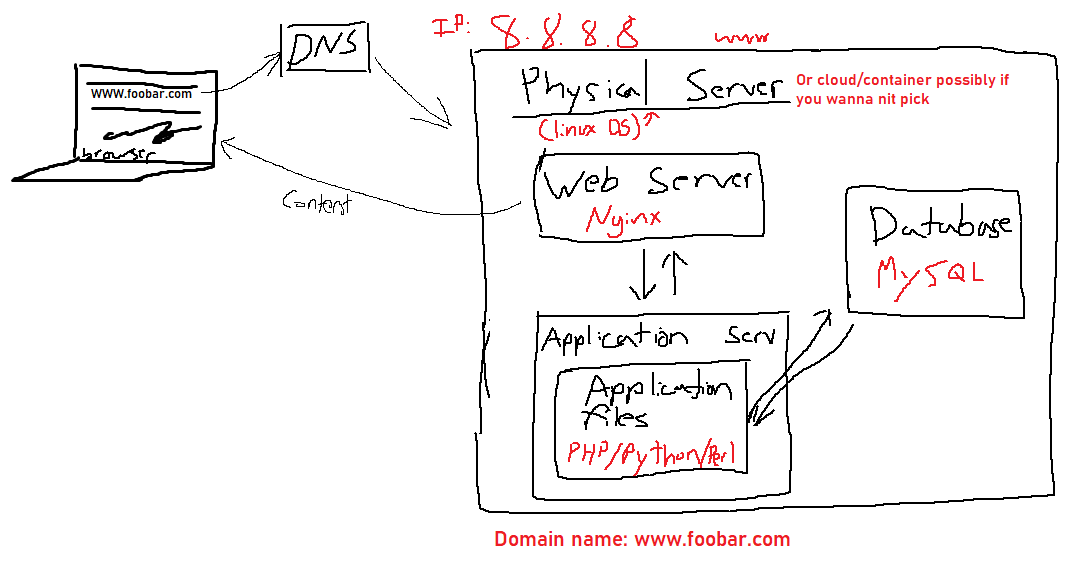 IP: 8.8.8.8
www
DNS
www.foobar.com
browser
Content
Physical Server
Or cloud/container possibly if
you wanna nit pick
(linux OS)
Web Server
Nginx
Database
MySQL
Application Serv
Application
files
PHP/Python/Perl
Domain name: www.foobar.com